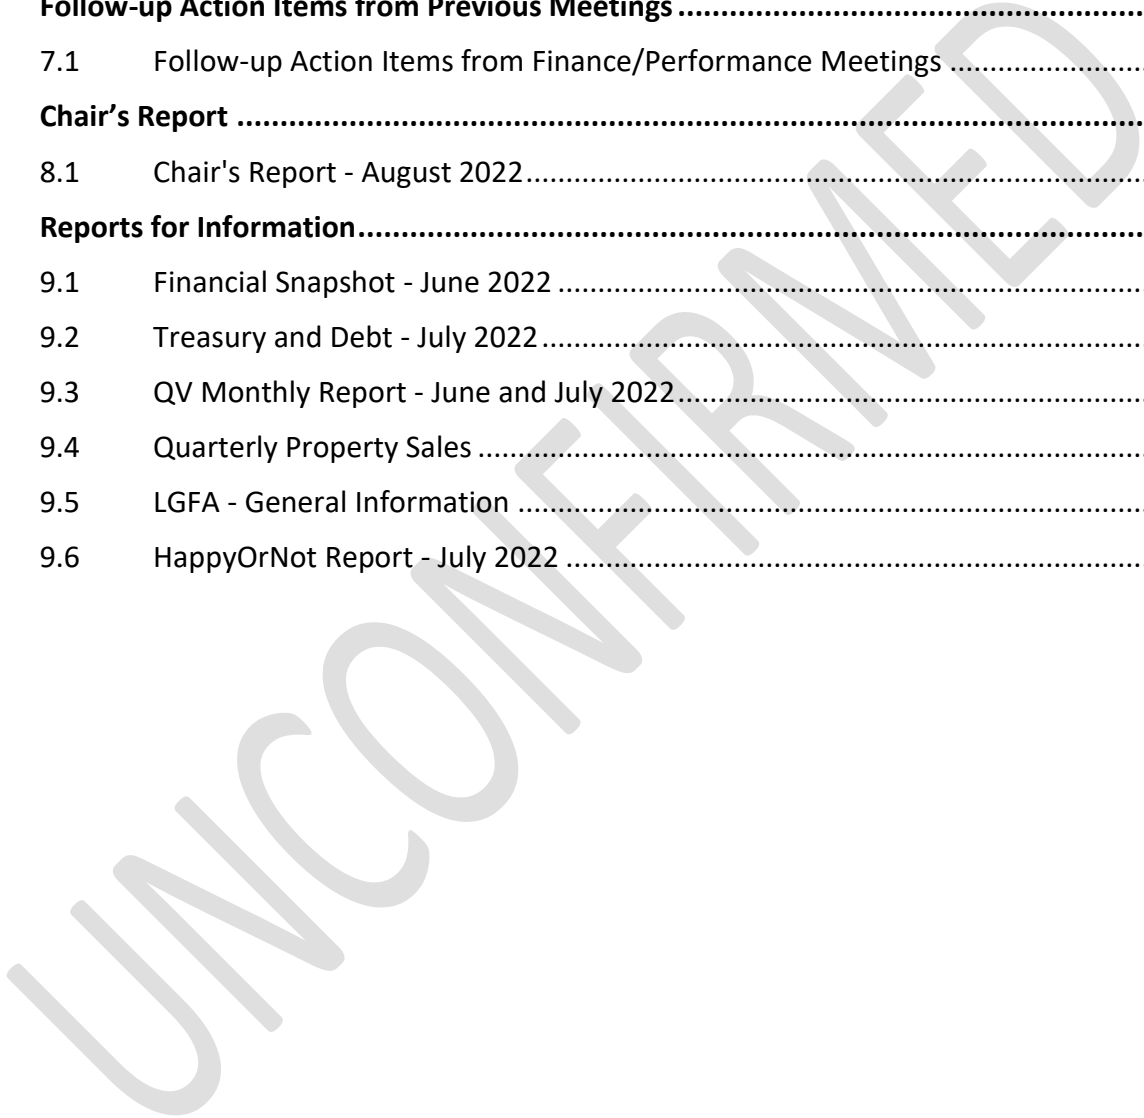 Follow-up Action Items from Previous Meetings ........................................................
7.1 Follow-up Action Items from Finance/Performance Meetings ........................
Chair's Report ...............................................................................................................
8.1 Chair's Report - August 2022 ..........................................................................
Reports for Information ................................................................................................
9.1 Financial Snapshot - June 2022 ......................................................................
9.2 Treasury and Debt - July 2022 ........................................................................
9.3 QV Monthly Report - June and July 2022 .......................................................
9.4 Quarterly Property Sales .................................................................................
9.5 LGFA - General Information ............................................................................
9.6 HappyOrNot Report - July 2022 ......................................................................
UNCONFIRMED